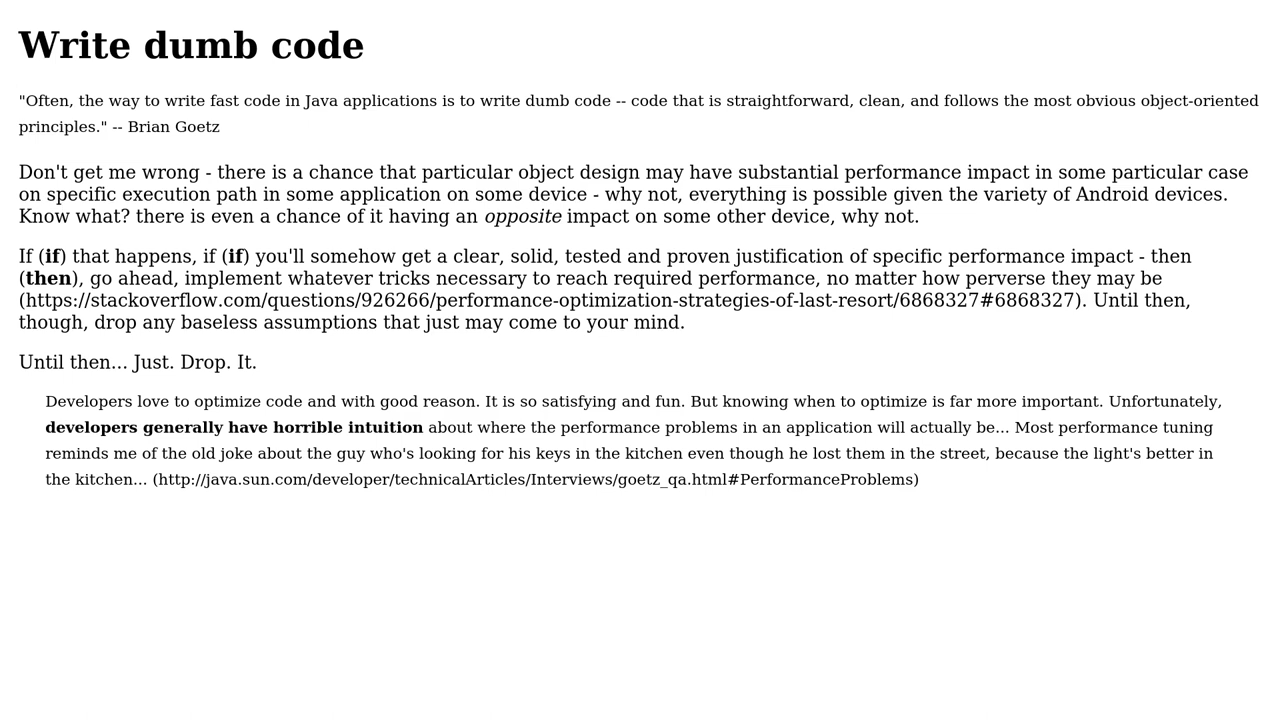 Write dumb code
"Often, the way to write fast code in Java applications is to write dumb code -- code that is straightforward, clean, and follows the most obvious object-oriented
principles." -- Brian Goetz
Don't get me wrong - there is a chance that particular object design may have substantial performance impact in some particular case
on specific execution path in some application on some device - why not, everything is possible given the variety of Android devices.
Know what? there is even a chance of it having an opposite impact on some other device, why not.
If (if) that happens, if (if) you'll somehow get a clear, solid, tested and proven justification of specific performance impact - then
(then), go ahead, implement whatever tricks necessary to reach required performance, no matter how perverse they may be
(https://stackoverflow.com/questions/926266/performance-optimization-strategies-of-last-resort/6868327#6868327). Until then,
though, drop any baseless assumptions that just may come to your mind.
Until then... Just. Drop. It.
Developers love to optimize code and with good reason. It is so satisfying and fun. But knowing when to optimize is far more important. Unfortunately,
developers generally have horrible intuition about where the performance problems in an application will actually be... Most performance tuning
reminds me of the old joke about the guy who's looking for his keys in the kitchen even though he lost them in the street, because the light's better in
the kitchen... (http://java.sun.com/developer/technicalArticles/Interviews/goetz_qa.html#PerformanceProblems)